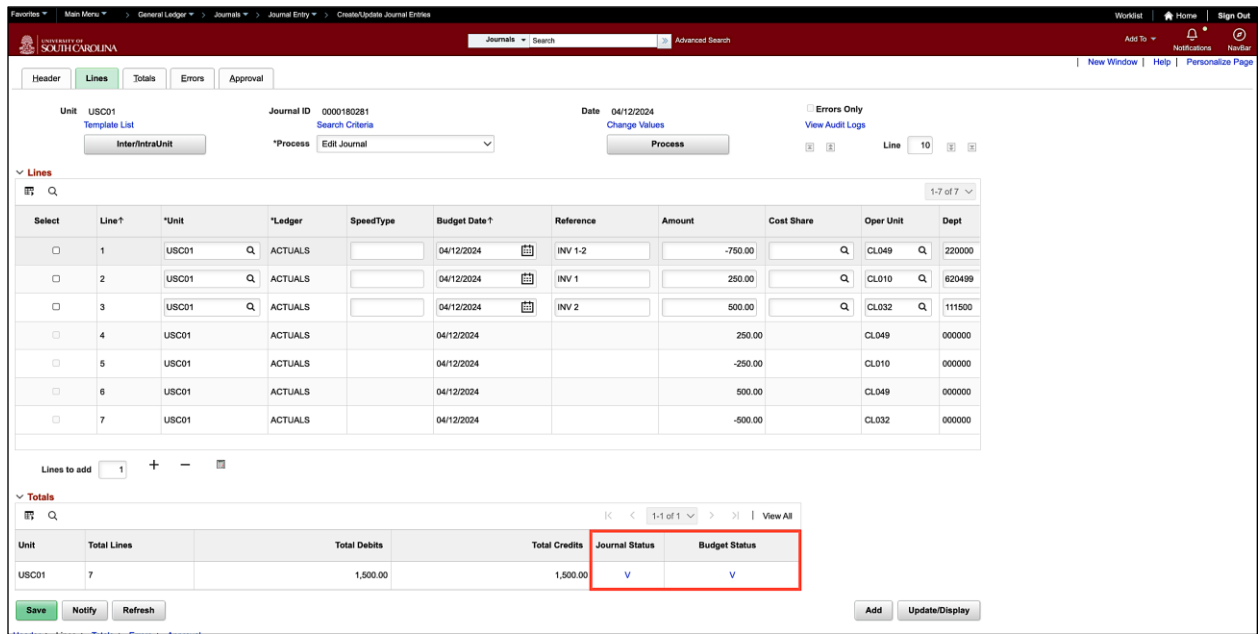 Favorites Main Menu > General Ledger > Journals > Journal Entry > Create/Update Journal Entries Worklist Home Sign Out
UNIVERSITY OF SOUTH CAROLINA Journals Search Advanced Search Add To Notifications NavBar
New Window | Help | Personalize Page
Header Lines Totals Errors Approval
Unit USC01 Journal ID 0000180281 Date 04/12/2024 Errors Only
Template List Search Criteria Change Values View Audit Logs
Inter/IntraUnit *Process Edit Journal Process Line 10
Lines
1-7 of 7
Select Line↑ *Unit *Ledger SpeedType Budget Date↑ Reference Amount Cost Share Oper Unit Dept
1 USC01 ACTUALS 04/12/2024 INV 1-2 -750.00 CL049 220000
2 USC01 ACTUALS 04/12/2024 INV 1 250.00 CL010 620499
3 USC01 ACTUALS 04/12/2024 INV 2 500.00 CL032 111500
4 USC01 ACTUALS 04/12/2024 250.00 CL049 000000
5 USC01 ACTUALS 04/12/2024 -250.00 CL010 000000
6 USC01 ACTUALS 04/12/2024 500.00 CL049 000000
7 USC01 ACTUALS 04/12/2024 -500.00 CL032 000000
Lines to add 1 + −
Totals
1-1 of 1 | View All
Unit Total Lines Total Debits Total Credits Journal Status Budget Status
USC01 7 1,500.00 1,500.00 V V
Save Notify Refresh Add Update/Display